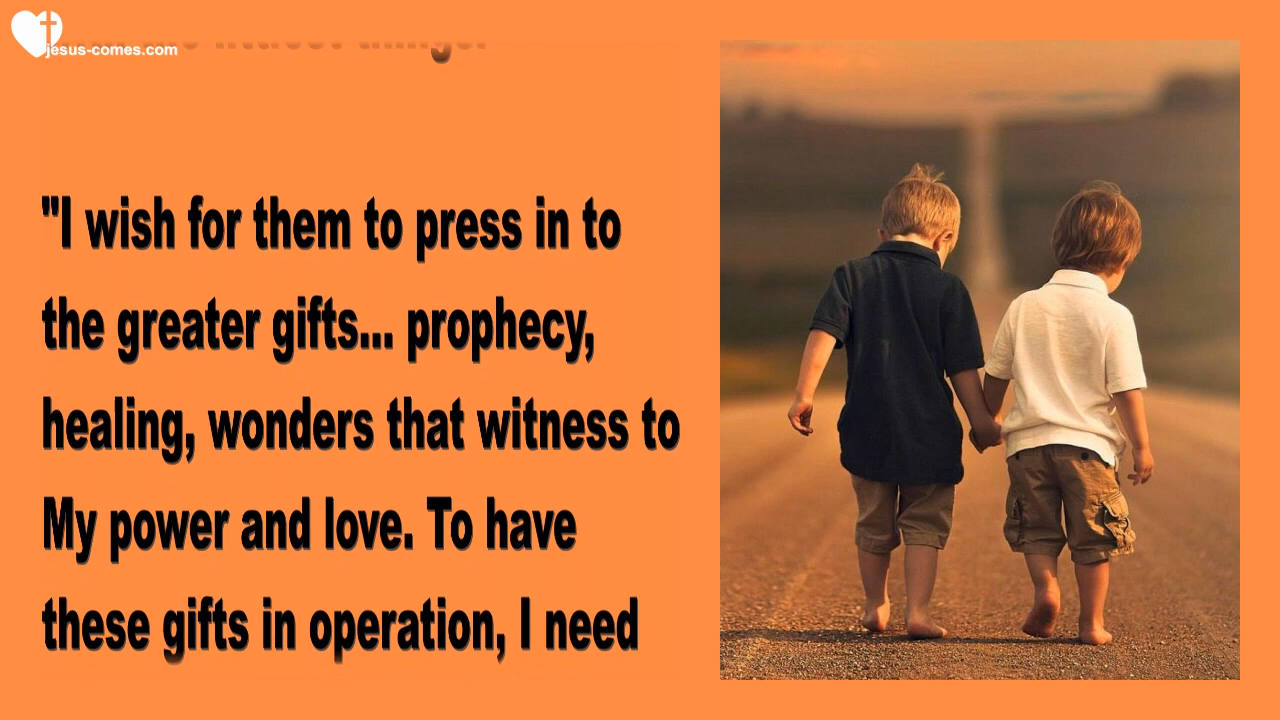 jesus-comes.com
"I wish for them to press in to
the greater gifts... prophecy,
healing, wonders that witness to
My power and love. To have
these gifts in operation, I need